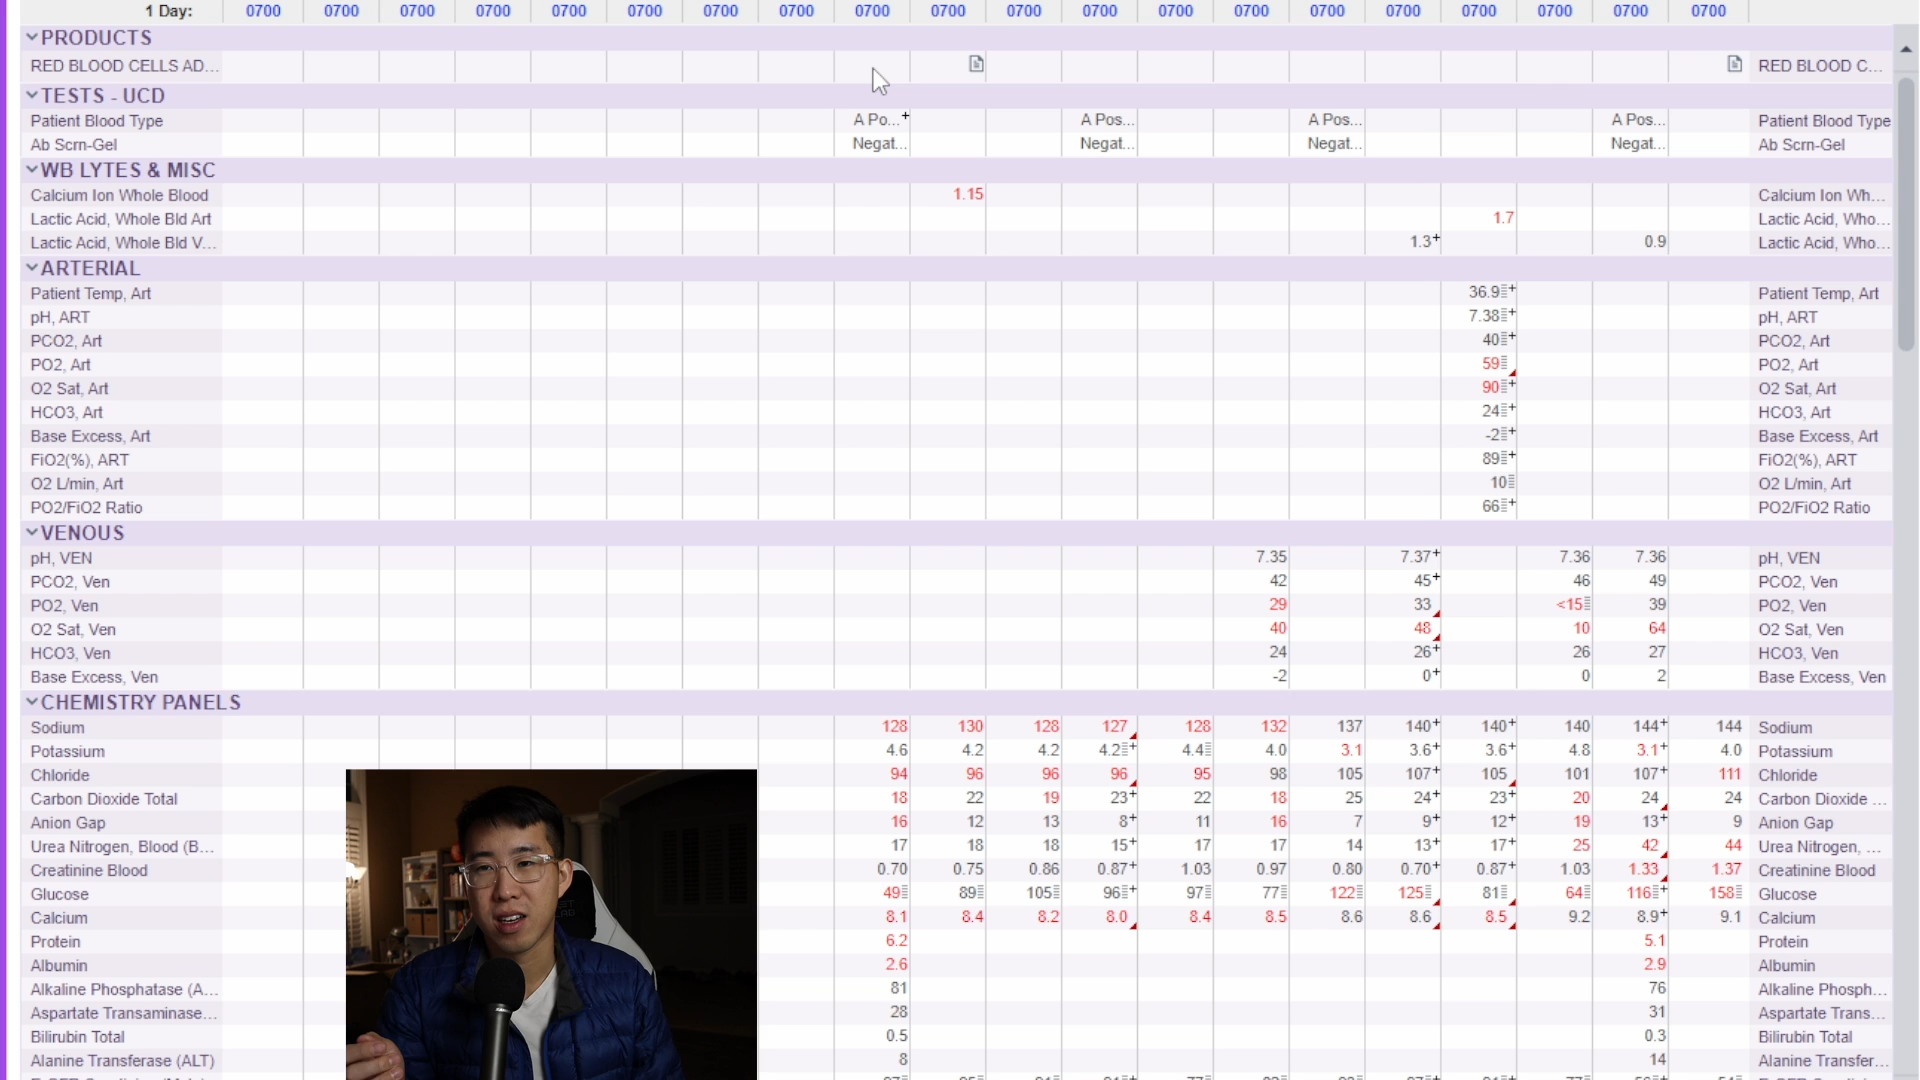 1 Day: 0700 0700 0700 0700 0700 0700 0700 0700 0700 0700 0700 0700 0700 0700 0700 0700 0700 0700 0700 0700
PRODUCTS
RED BLOOD CELLS AD... RED BLOOD C...
TESTS - UCD
Patient Blood Type A Po...+ A Pos... A Pos... A Pos... Patient Blood Type
Ab Scrn-Gel Negat... Negat... Negat... Negat... Ab Scrn-Gel
WB LYTES & MISC
Calcium Ion Whole Blood 1.15 Calcium Ion Wh...
Lactic Acid, Whole Bld Art 1.7 Lactic Acid, Who...
Lactic Acid, Whole Bld V... 1.3+ 0.9 Lactic Acid, Who...
ARTERIAL
Patient Temp, Art 36.9+ Patient Temp, Art
pH, ART 7.38+ pH, ART
PCO2, Art 40+ PCO2, Art
PO2, Art 59 PO2, Art
O2 Sat, Art 90+ O2 Sat, Art
HCO3, Art 24+ HCO3, Art
Base Excess, Art -2+ Base Excess, Art
FiO2(%), ART 89+ FiO2(%), ART
O2 L/min, Art 10 O2 L/min, Art
PO2/FiO2 Ratio 66+ PO2/FiO2 Ratio
VENOUS
pH, VEN 7.35 7.37+ 7.36 7.36 pH, VEN
PCO2, Ven 42 45+ 46 49 PCO2, Ven
PO2, Ven 29 33 <15 39 PO2, Ven
O2 Sat, Ven 40 48 10 64 O2 Sat, Ven
HCO3, Ven 24 26+ 26 27 HCO3, Ven
Base Excess, Ven -2 0+ 0 2 Base Excess, Ven
CHEMISTRY PANELS
Sodium 128 130 128 127 128 132 137 140+ 140+ 140 144+ 144 Sodium
Potassium 4.6 4.2 4.2 4.2+ 4.4 4.0 3.1 3.6+ 3.6+ 4.8 3.1+ 4.0 Potassium
Chloride 94 96 96 96 95 98 105 107+ 105 101 107+ 111 Chloride
Carbon Dioxide Total 18 22 19 23+ 22 18 25 24+ 23+ 20 24 24 Carbon Dioxide ...
Anion Gap 16 12 13 8+ 11 16 7 9+ 12+ 19 13+ 9 Anion Gap
Urea Nitrogen, Blood (B... 17 18 18 15+ 17 17 14 13+ 17+ 25 42 44 Urea Nitrogen, ...
Creatinine Blood 0.70 0.75 0.86 0.87+ 1.03 0.97 0.80 0.70+ 0.87+ 1.03 1.33 1.37 Creatinine Blood
Glucose 49 89 105 96+ 97 77 122 125 81 64 116+ 158 Glucose
Calcium 8.1 8.4 8.2 8.0 8.4 8.5 8.6 8.6 8.5 9.2 8.9+ 9.1 Calcium
Protein 6.2 5.1 Protein
Albumin 2.6 2.9 Albumin
Alkaline Phosphatase (A... 81 76 Alkaline Phosph...
Aspartate Transaminase... 28 31 Aspartate Trans...
Bilirubin Total 0.5 0.3 Bilirubin Total
Alanine Transferase (ALT) 8 14 Alanine Transfer...